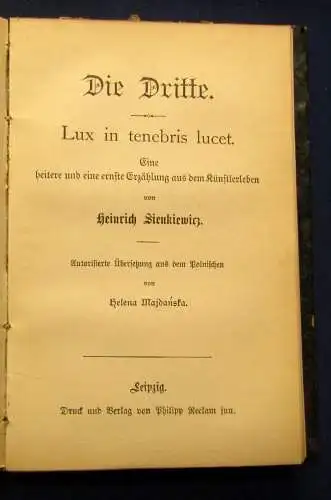 Die Dritte.
Lux in tenebris lucet.
Eine
heitere und eine ernste Erzählung aus dem Künstlerleben
von
Heinrich Sienkiewicz.
Autorisierte Übersetzung aus dem Polnischen
von
Helena Majdańska.
Leipzig.
Druck und Verlag von Philipp Reclam jun.